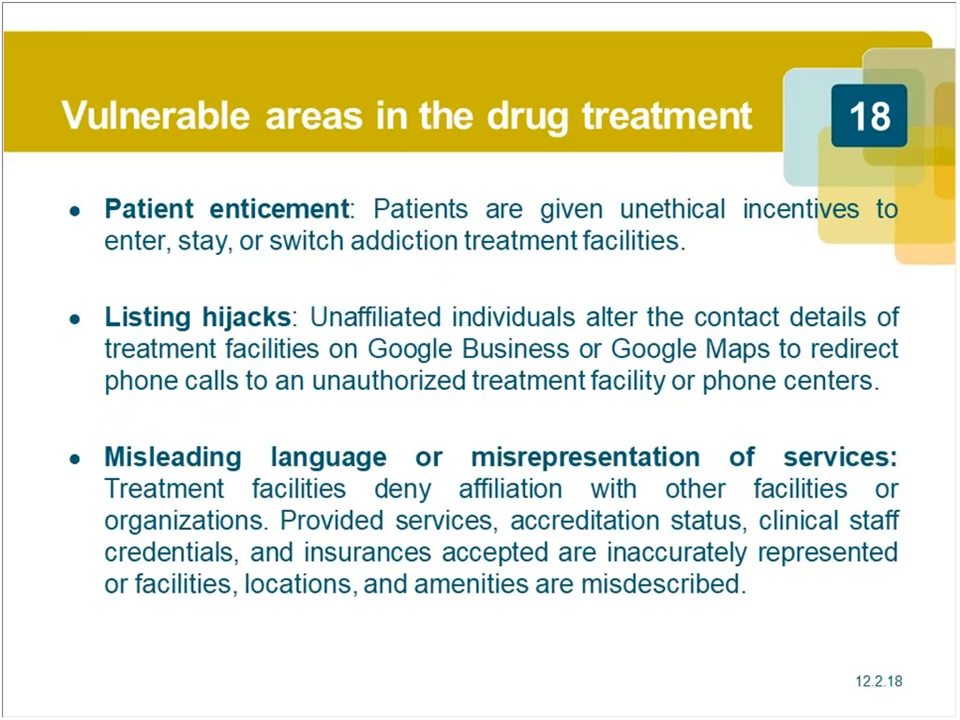 Vulnerable areas in the drug treatment
18
● Patient enticement: Patients are given unethical incentives to
enter, stay, or switch addiction treatment facilities.
● Listing hijacks: Unaffiliated individuals alter the contact details of
treatment facilities on Google Business or Google Maps to redirect
phone calls to an unauthorized treatment facility or phone centers.
● Misleading language or misrepresentation of services:
Treatment facilities deny affiliation with other facilities or
organizations. Provided services, accreditation status, clinical staff
credentials, and insurances accepted are inaccurately represented
or facilities, locations, and amenities are misdescribed.
12.2.18